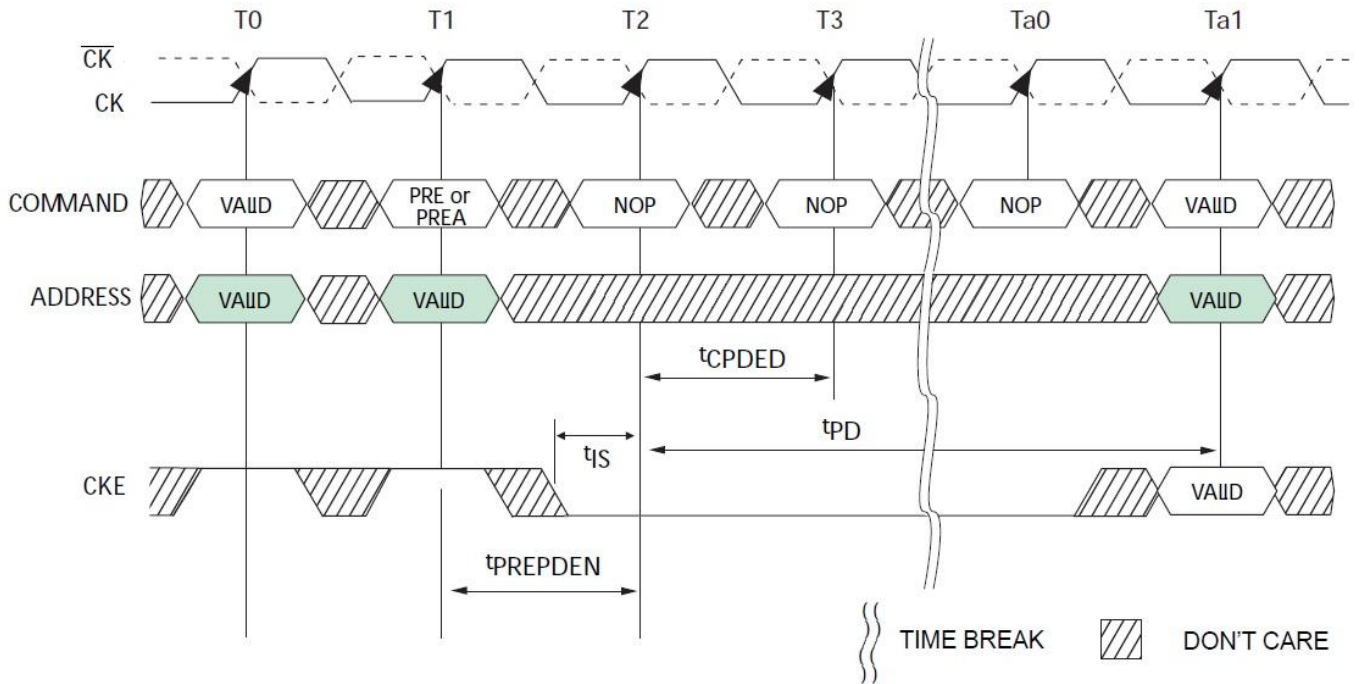 T0 T1 T2 T3 Ta0 Ta1
CK
CK
COMMAND VALID PRE or PREA NOP NOP NOP VALID
ADDRESS VALID VALID VALID
tCPDED
tIS tPD
CKE VALID
tPREPDEN
TIME BREAK DON'T CARE